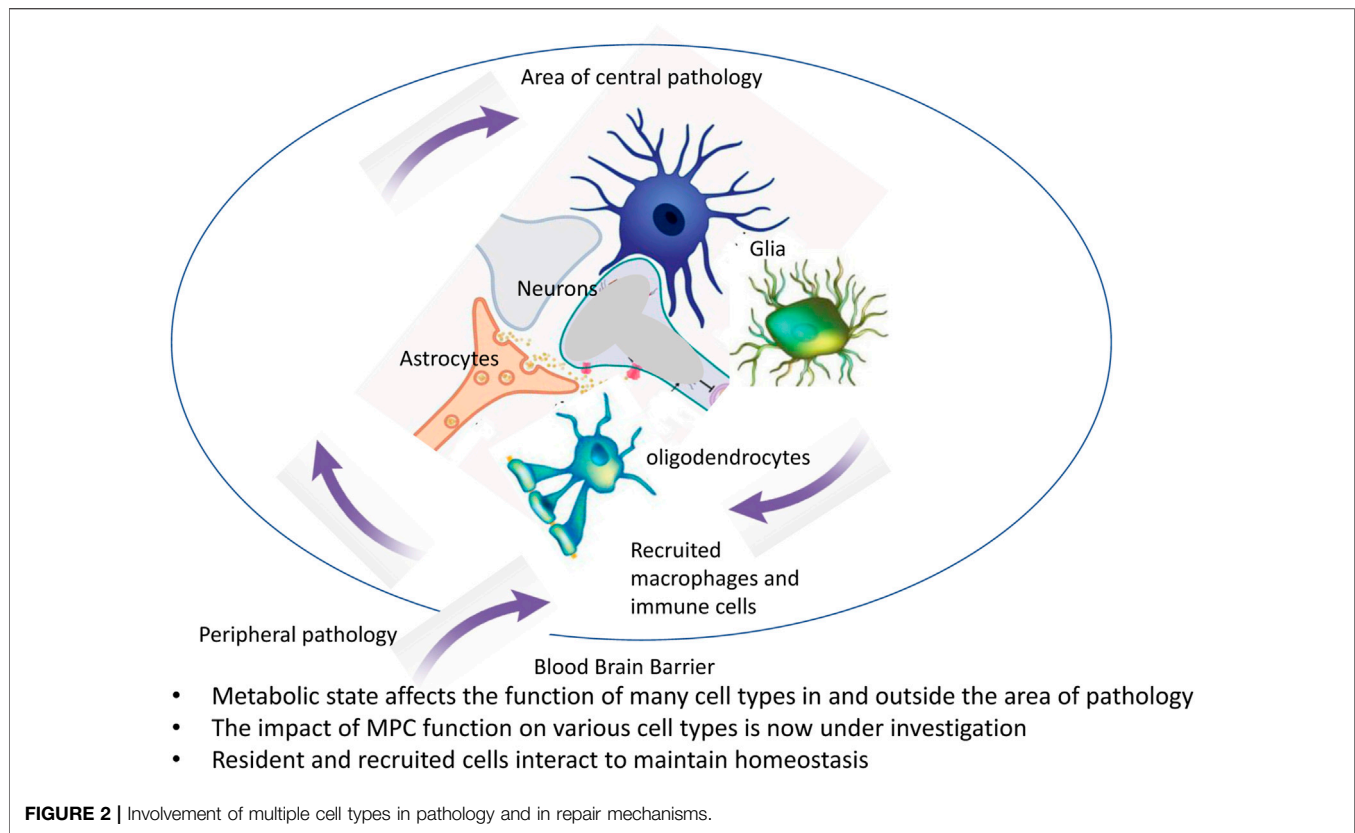 Area of central pathology
Glia
Neurons
Astrocytes
oligodendrocytes
Recruited
macrophages and
immune cells
Peripheral pathology
Blood Brain Barrier
• Metabolic state affects the function of many cell types in and outside the area of pathology
• The impact of MPC function on various cell types is now under investigation
• Resident and recruited cells interact to maintain homeostasis
FIGURE 2 | Involvement of multiple cell types in pathology and in repair mechanisms.